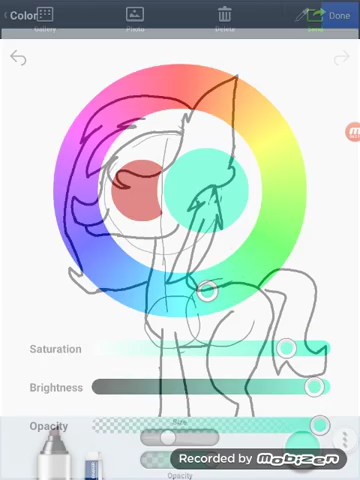 Color
Done
Gallery
Photo
Delete
Saturation
Brightness
Opacity
Size
Recorded by Mobizen
Opacity